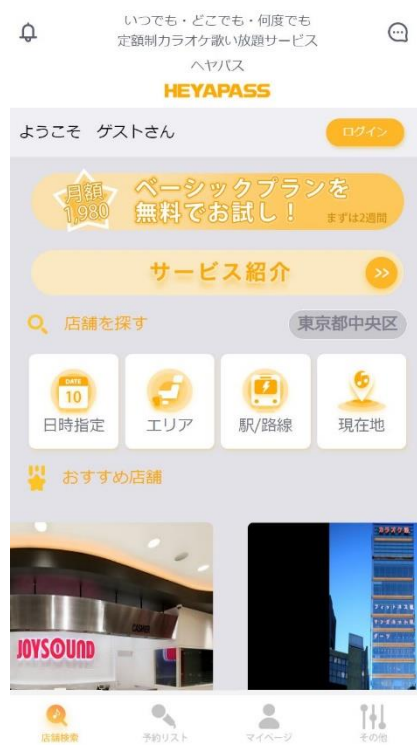 いつでも・どこでも・何度でも
定額制カラオケ歌い放題サービス
ヘヤパス
HEYAPASS
ようこそ ゲストさん
ログイン
月額
1,980
ベーシックプランを
無料でお試し！
まずは2週間
サービス紹介
店舗を探す
東京都中央区
DATE
10
日時指定
エリア
駅/路線
現在地
おすすめ店舗
JOYSOUND
CASHIER
カラオケ館
店舗検索
予約リスト
マイページ
その他